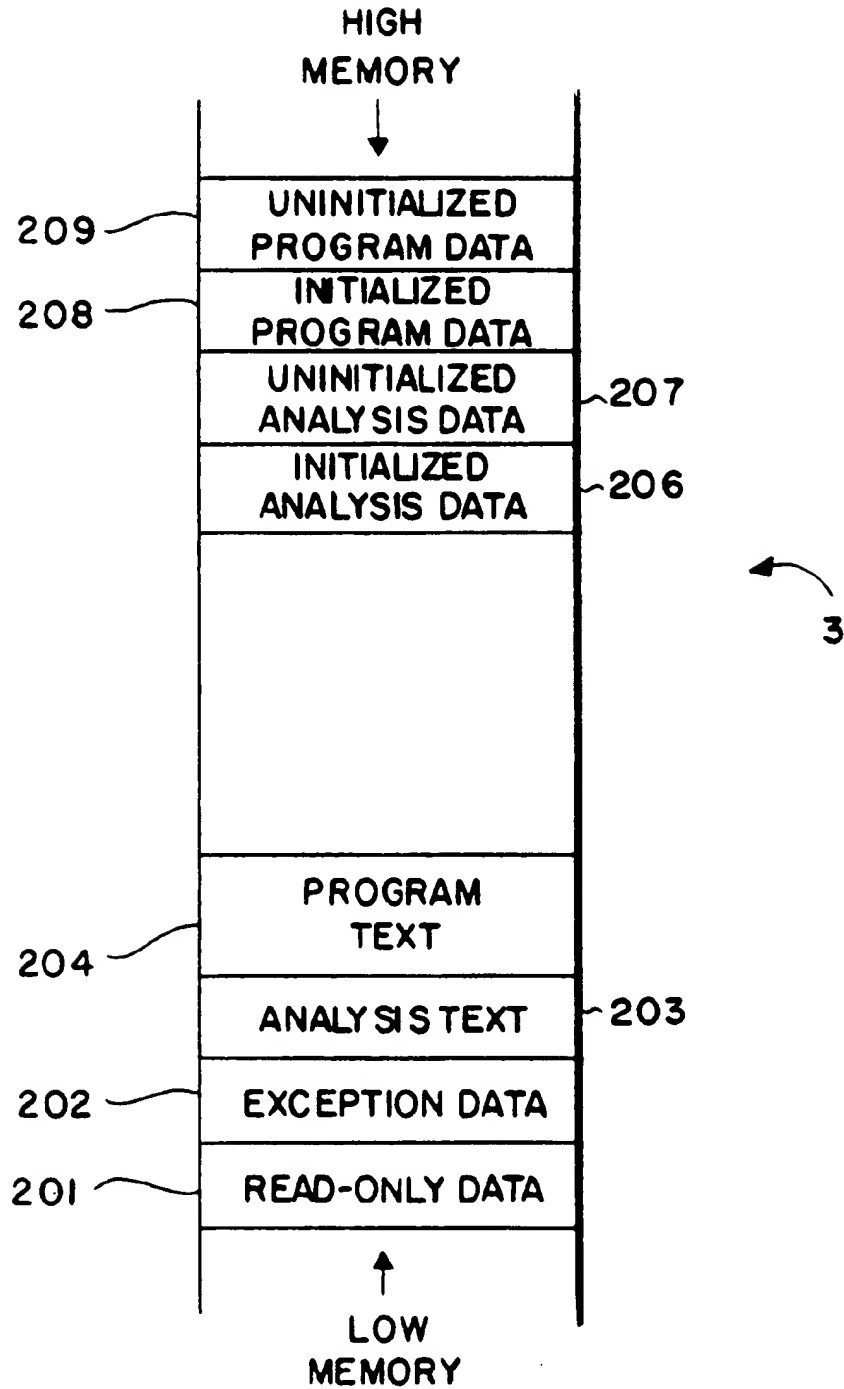 HIGH
MEMORY
209
UNINITIALIZED
PROGRAM DATA
208
INITIALIZED
PROGRAM DATA
UNINITIALIZED
ANALYSIS DATA
207
INITIALIZED
ANALYSIS DATA
206
3
PROGRAM
TEXT
204
ANALYSIS TEXT
203
202
EXCEPTION DATA
201
READ-ONLY DATA
LOW
MEMORY